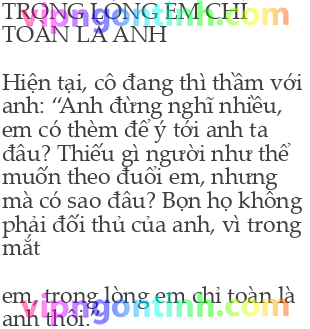 TRONG LÒNG EM CHỈ
TOÀN LÀ ANH
vipngontinh.com
Hiện tại, cô đang thì thầm với
anh: “Anh đừng nghĩ nhiều,
em có thèm để ý tới anh ta
đâu? Thiếu gì người như thể
muốn theo đuổi em, nhưng
mà có sao đâu? Bọn họ không
phải đối thủ của anh, vì trong
mắt
em, trong lòng em chỉ toàn là
anh thôi.”
vipngontinh.com